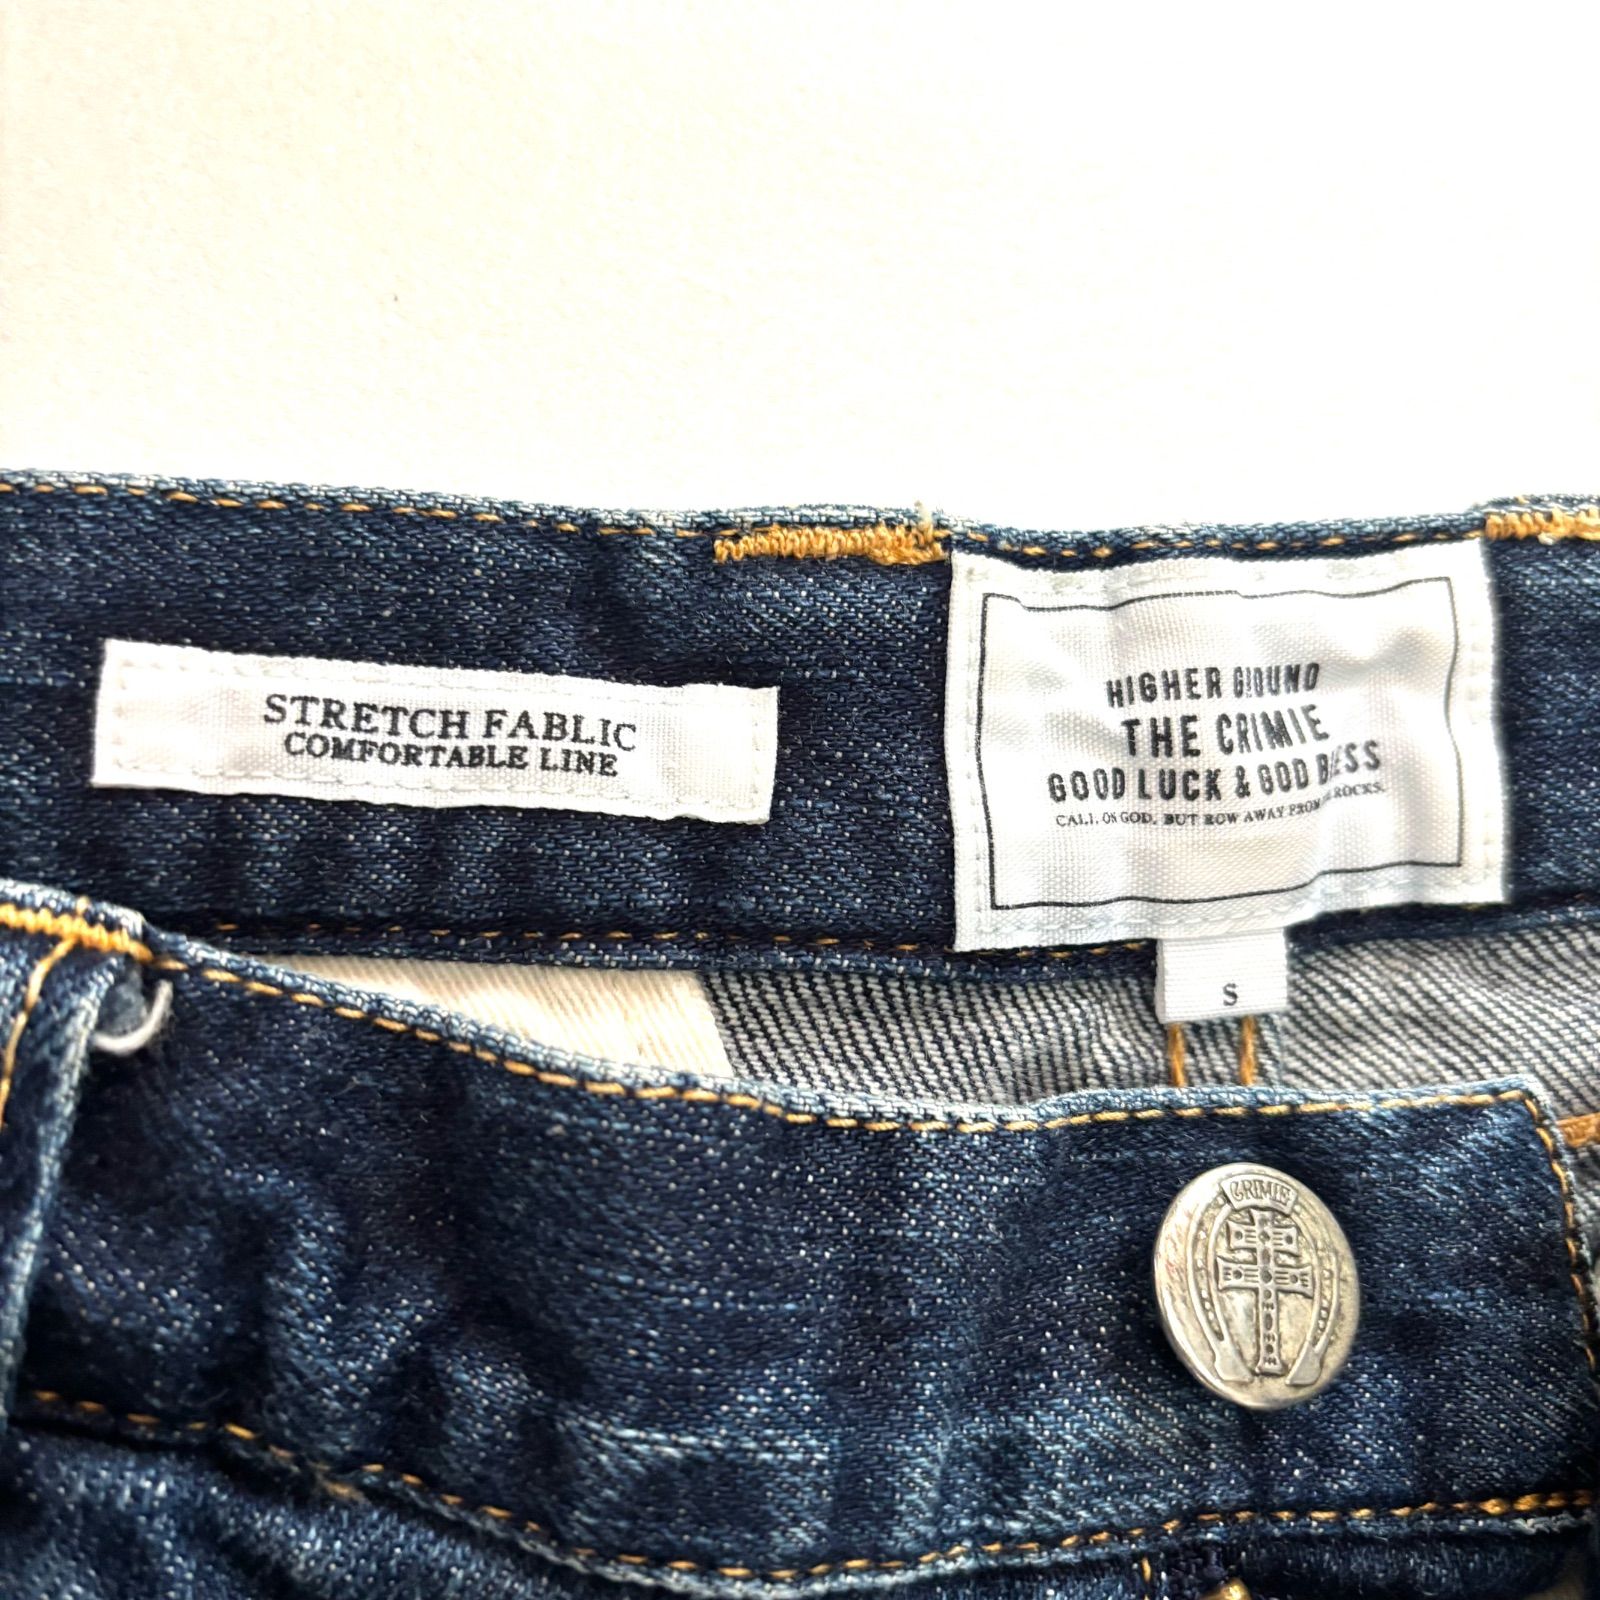 STRETCH FABLIC
COMFORTABLE LINE
HIGHER GROUND
THE CRIMIE
GOOD LUCK & GOD BLESS
CALL ON GOD, BUT ROW AWAY FROM THE ROCKS.
S
CRIMIE